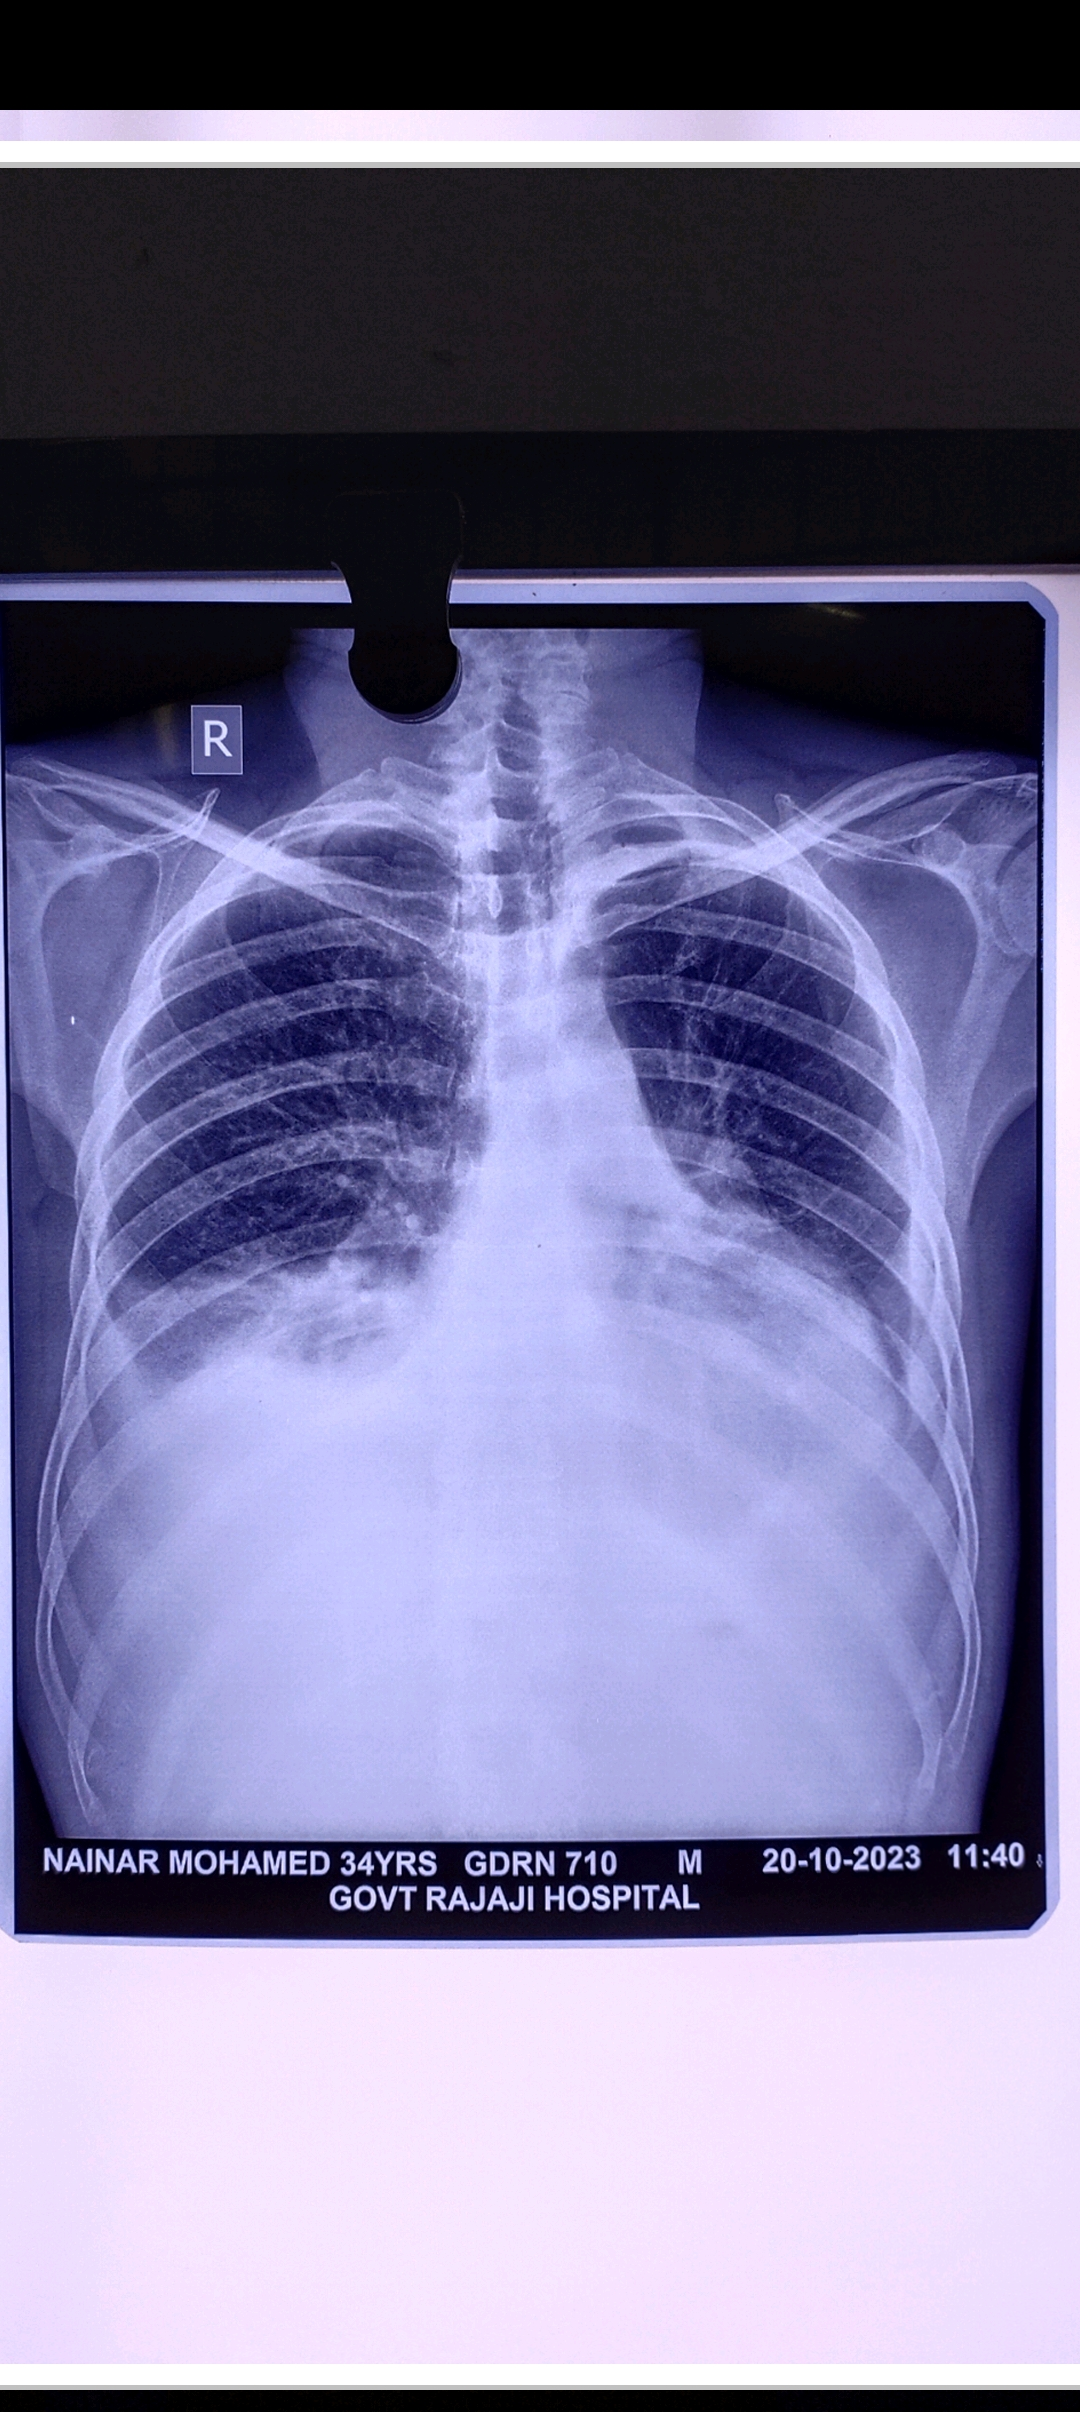 R
NAINAR MOHAMED 34YRS GDRN 710 M 20-10-2023 11:40
GOVT RAJAJI HOSPITAL